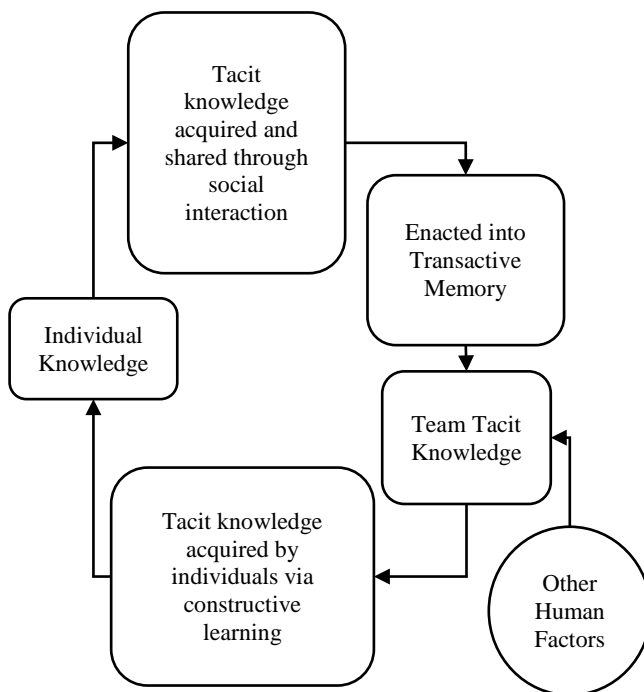 Tacit
knowledge
acquired and
shared through
social
interaction
Enacted into
Transactive
Memory
Individual
Knowledge
Team Tacit
Knowledge
Tacit knowledge
acquired by
individuals via
constructive
learning
Other
Human
Factors